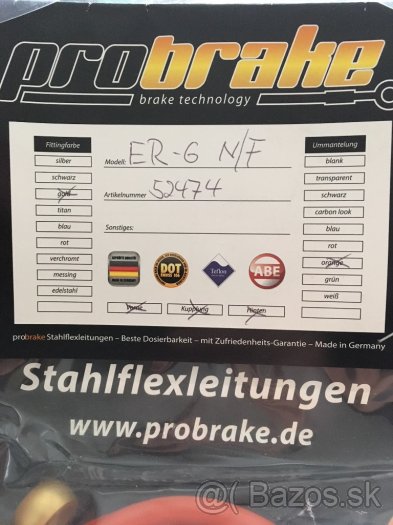 probrake
brake technology
Fittingfarbe
silber
schwarz
gold
titan
blau
rot
verchromt
messing
edelstahl
Modell: ER-6 N/F
Artikelnummer 52474
Sonstiges:
DOT
Teflon
ABE
Vorne
Kupplung
Hinten
Ummantelung
blank
transparent
schwarz
carbon look
blau
rot
orange
grün
weiß
probrake Stahlflexleitungen – Beste Dosierbarkeit – mit Zufriedenheits-Garantie – Made in Germany
Stahlflexleitungen
www.probrake.de
Bazos.sk